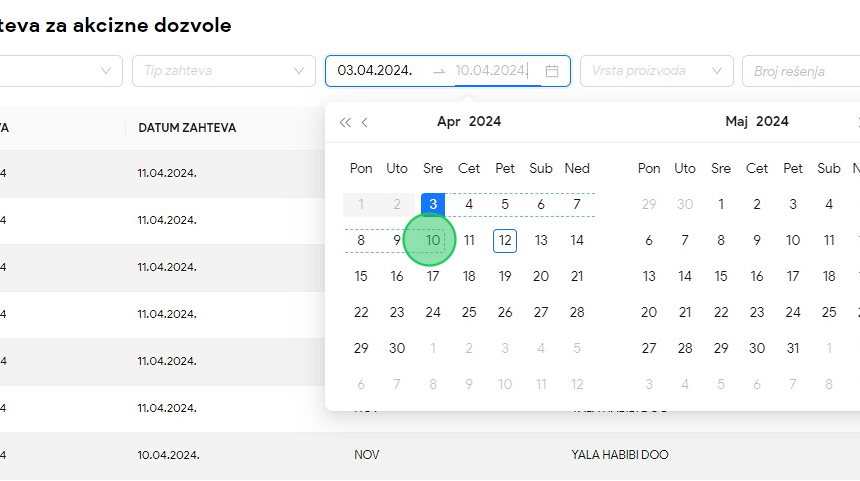 teva za akcizne dozvole
Tip zahteva 03.04.2024. → 10.04.2024. Vrsta proizvoda Broj rešenja
VA DATUM ZAHTEVA
4 11.04.2024.
4 11.04.2024.
4 11.04.2024.
4 11.04.2024.
4 11.04.2024.
4 11.04.2024.
4 10.04.2024. NOV YALA HABIBI DOO
Apr 2024
Pon Uto Sre Cet Pet Sub Ned
1 2 3 4 5 6 7
8 9 10 11 12 13 14
15 16 17 18 19 20 21
22 23 24 25 26 27 28
29 30 1 2 3 4 5
6 7 8 9 10 11 12
Maj 2024
Pon Uto Sre Cet Pet Sub
29 30 1 2 3 4
6 7 8 9 10 11
13 14 15 16 17 18
20 21 22 23 24 25
27 28 29 30 31 1
3 4 5 6 7 8